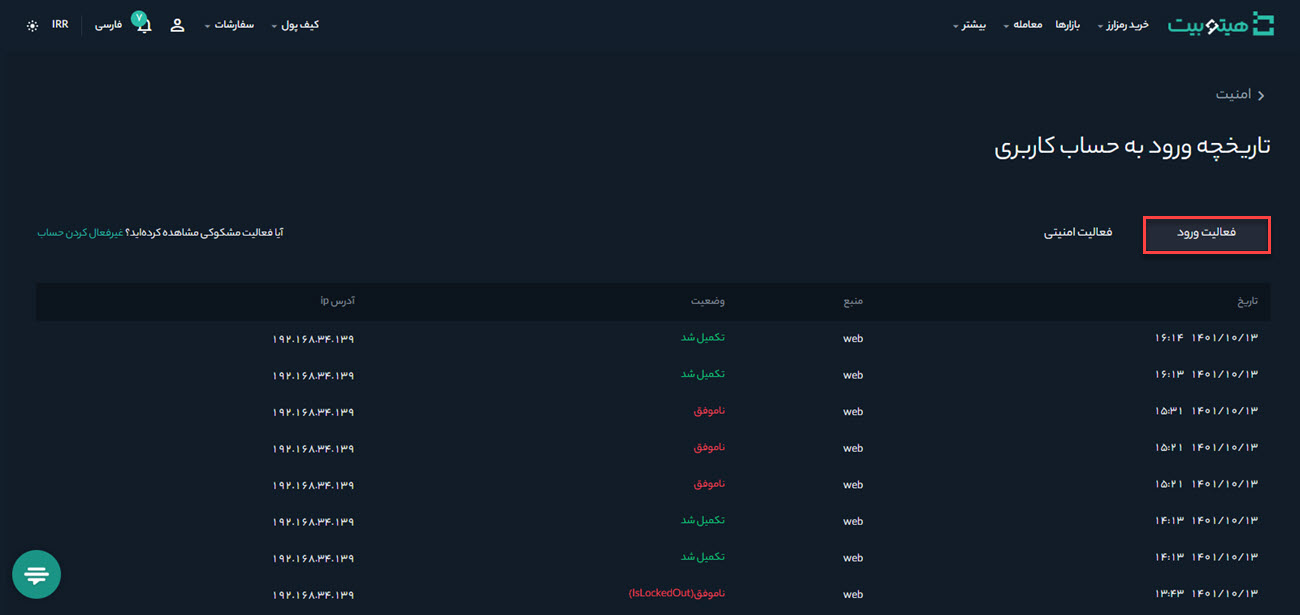 هیتوبیت خرید رمزارز بازارها معامله بیشتر کیف پول سفارشات ۷ فارسی IRR
امنیت
تاریخچه ورود به حساب کاربری
فعالیت ورود فعالیت امنیتی آیا فعالیت مشکوکی مشاهده کرده‌اید؟ غیرفعال کردن حساب
تاریخ منبع وضعیت آدرس ip
۱۴۰۱/۱۰/۱۳ ۱۶:۱۴ web تکمیل شد ۱۹۲.۱۶۸.۳۴.۱۳۹
۱۴۰۱/۱۰/۱۳ ۱۶:۱۳ web تکمیل شد ۱۹۲.۱۶۸.۳۴.۱۳۹
۱۴۰۱/۱۰/۱۳ ۱۵:۳۱ web ناموفق ۱۹۲.۱۶۸.۳۴.۱۳۹
۱۴۰۱/۱۰/۱۳ ۱۵:۲۱ web ناموفق ۱۹۲.۱۶۸.۳۴.۱۳۹
۱۴۰۱/۱۰/۱۳ ۱۵:۲۱ web ناموفق ۱۹۲.۱۶۸.۳۴.۱۳۹
۱۴۰۱/۱۰/۱۳ ۱۴:۱۳ web تکمیل شد ۱۹۲.۱۶۸.۳۴.۱۳۹
۱۴۰۱/۱۰/۱۳ ۱۴:۱۳ web تکمیل شد ۱۹۲.۱۶۸.۳۴.۱۳۹
۱۴۰۱/۱۰/۱۳ ۱۳:۴۳ web ناموفق(IsLockedOut) ۱۹۲.۱۶۸.۳۴.۱۳۹